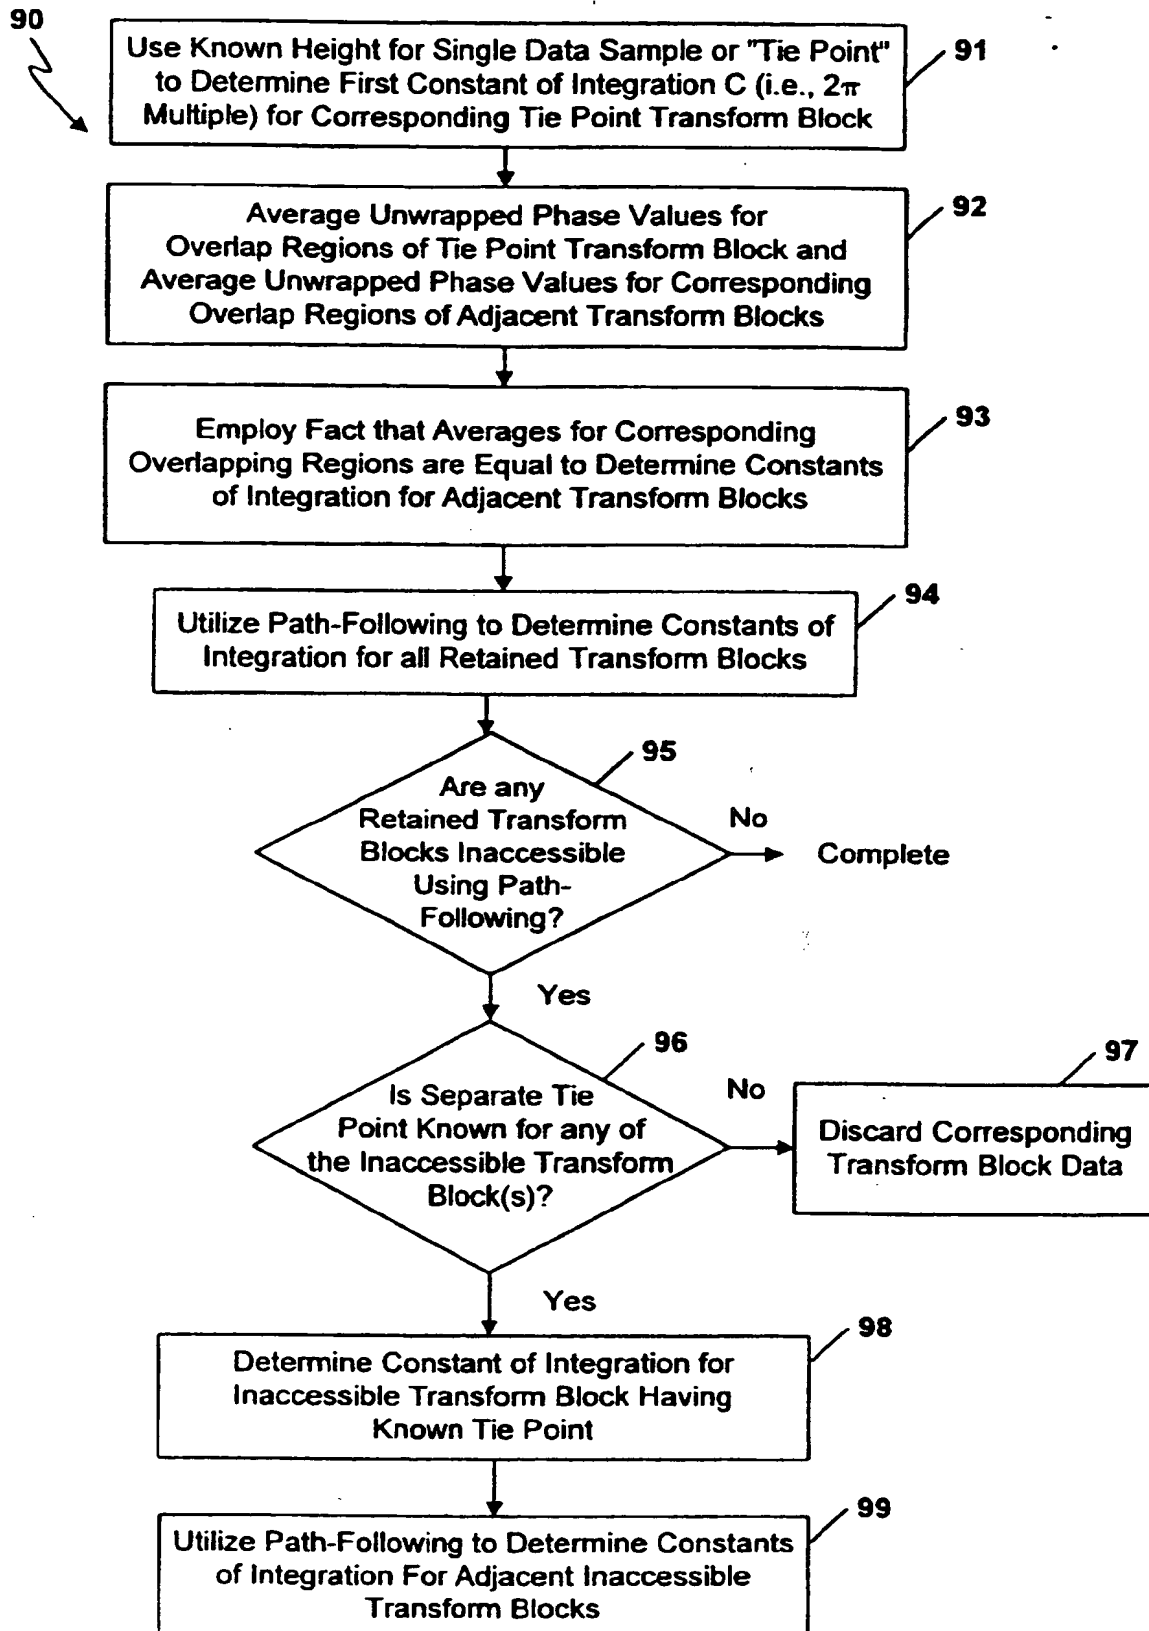 90
Use Known Height for Single Data Sample or "Tie Point"
to Determine First Constant of Integration C (i.e., 2π
Multiple) for Corresponding Tie Point Transform Block
91
Average Unwrapped Phase Values for
Overlap Regions of Tie Point Transform Block and
Average Unwrapped Phase Values for Corresponding
Overlap Regions of Adjacent Transform Blocks
92
Employ Fact that Averages for Corresponding
Overlapping Regions are Equal to Determine Constants
of Integration for Adjacent Transform Blocks
93
Utilize Path-Following to Determine Constants of
Integration for all Retained Transform Blocks
94
Are any
Retained Transform
Blocks Inaccessible
Using Path-
Following?
95
No
Complete
Yes
Is Separate Tie
Point Known for any of
the Inaccessible Transform
Block(s)?
96
No
Discard Corresponding
Transform Block Data
97
Yes
Determine Constant of Integration for
Inaccessible Transform Block Having
Known Tie Point
98
Utilize Path-Following to Determine Constants
of Integration For Adjacent Inaccessible
Transform Blocks
99